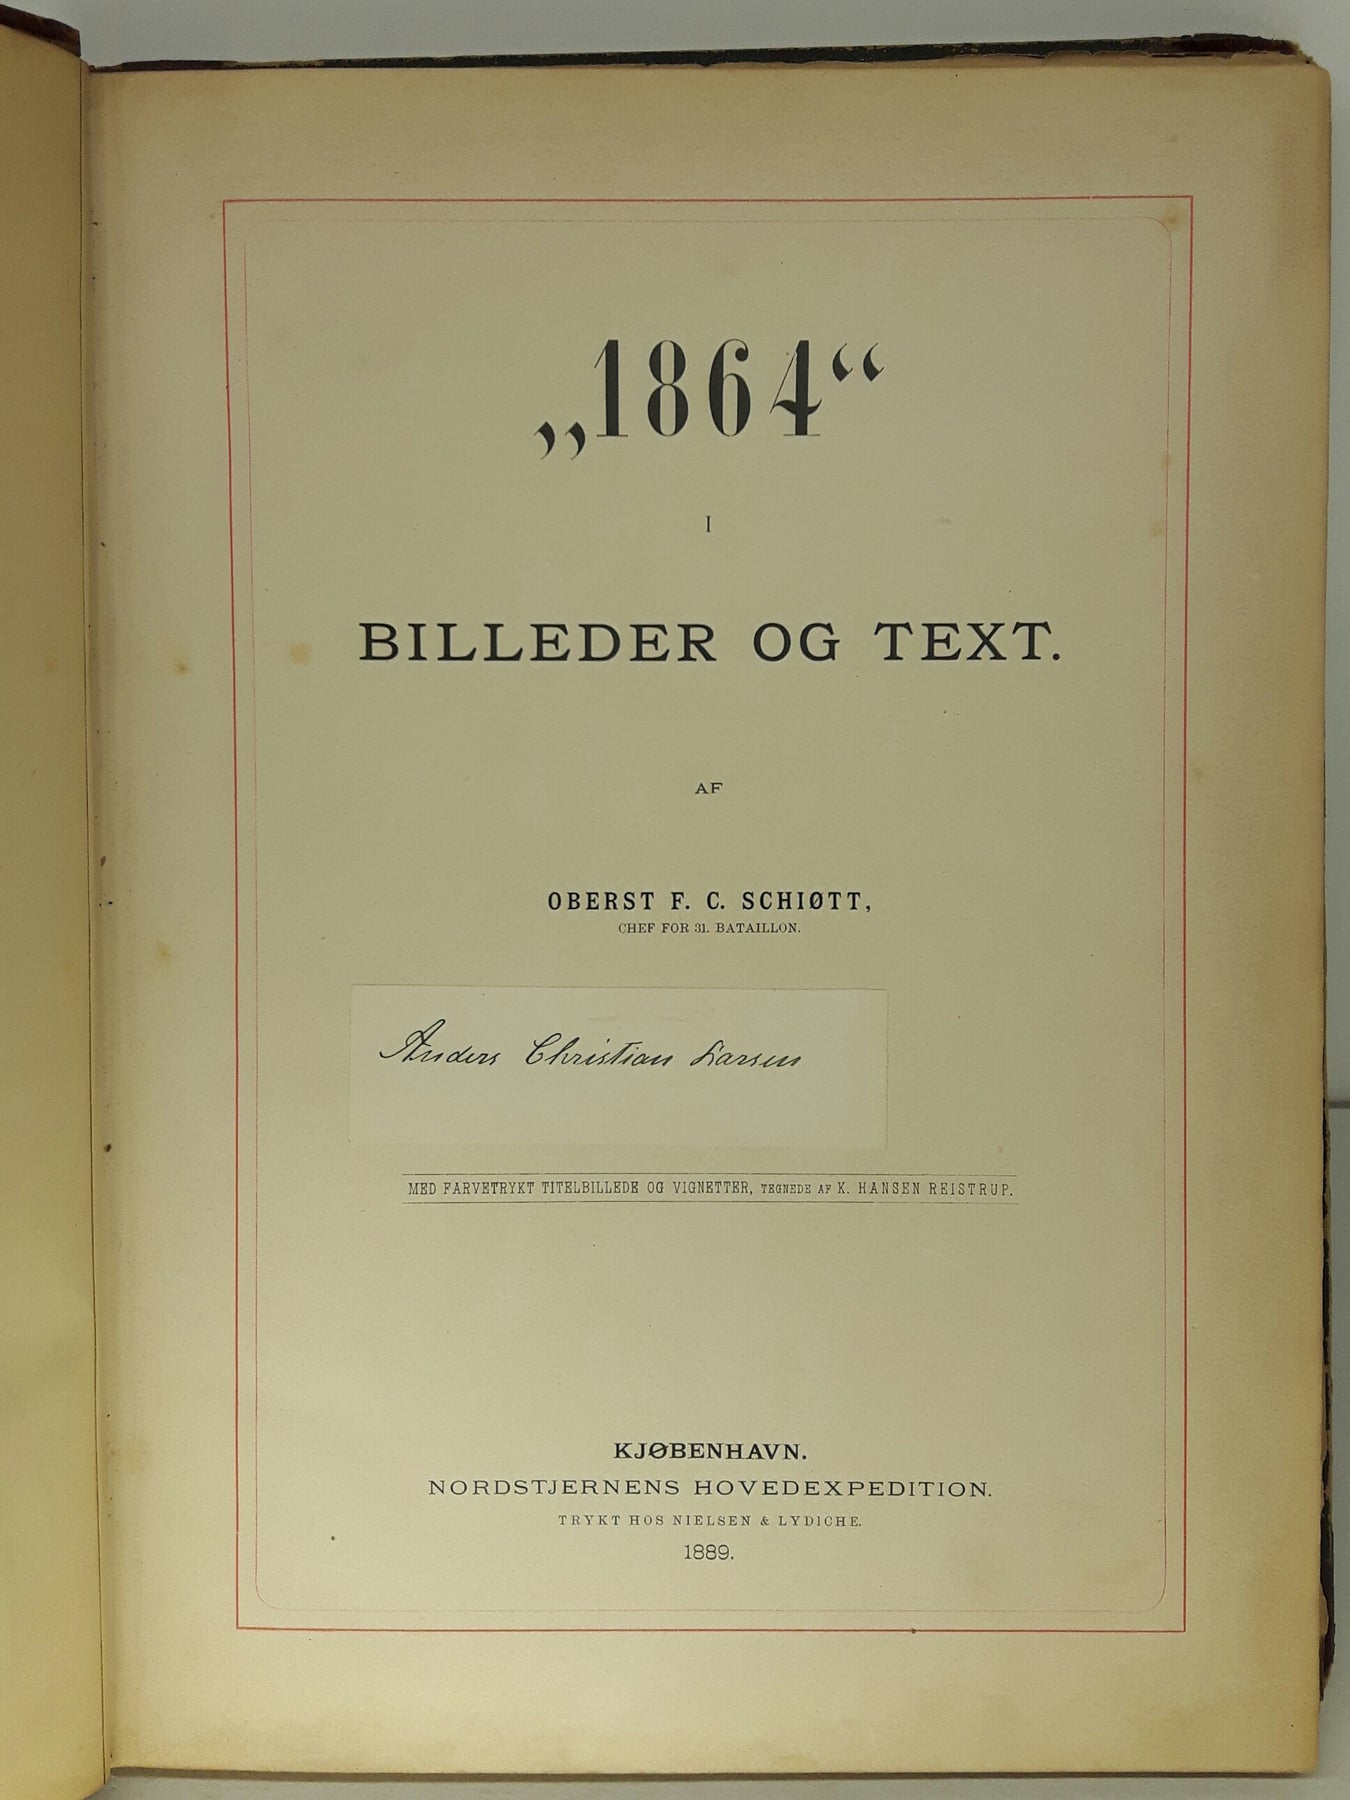 „1864“
I
BILLEDER OG TEXT.
AF
OBERST F. C. SCHIØTT,
CHEF FOR 31. BATAILLON.
Anders Christian Larsen
MED FARVETRYKT TITELBILLEDE OG VIGNETTER, TEGNEDE AF K. HANSEN REISTRUP.
KJØBENHAVN.
NORDSTJERNENS HOVEDEXPEDITION.
TRYKT HOS NIELSEN & LYDICHE.
1889.